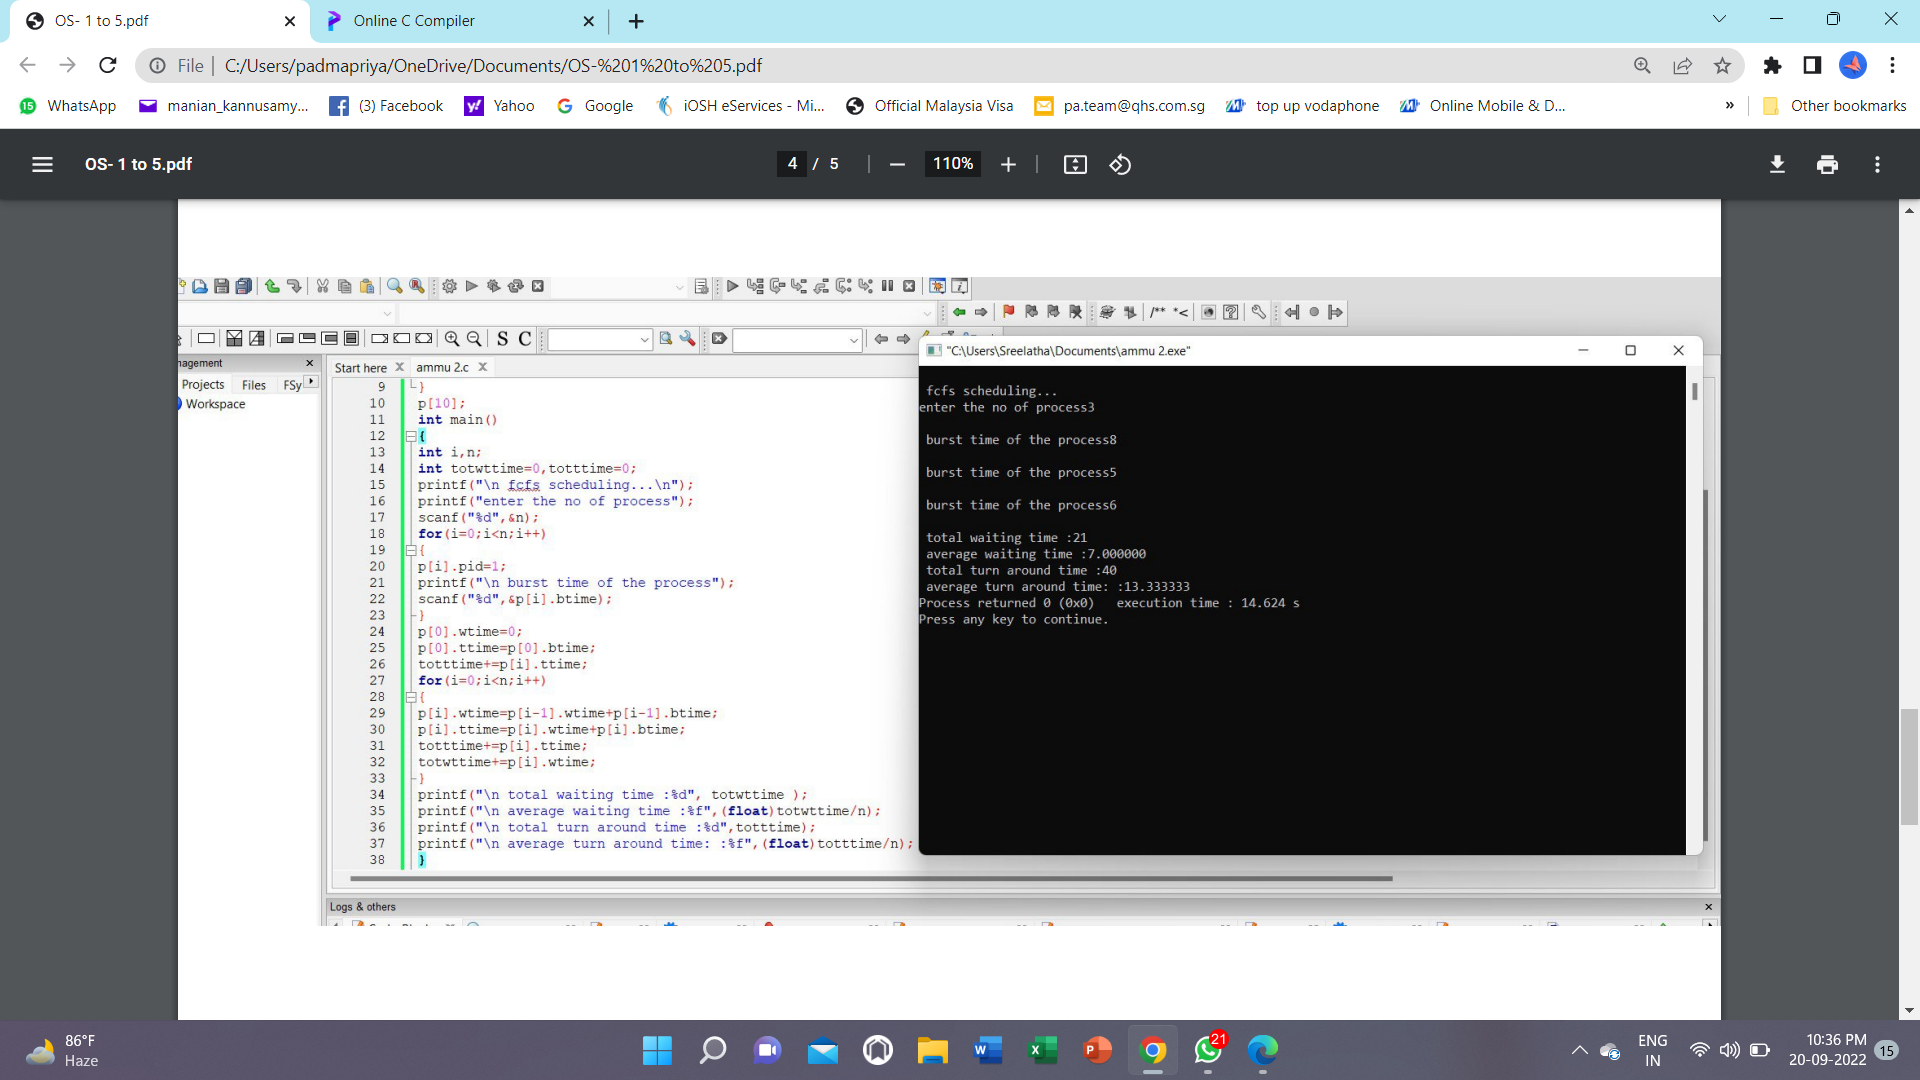 OS- 1 to 5.pdf
Online C Compiler
File
C:/Users/padmapriya/OneDrive/Documents/OS-%201%20to%205.pdf
15 WhatsApp
manian_kannusamy...
(3) Facebook
Yahoo
Google
iOSH eServices - Mi...
Official Malaysia Visa
pa.team@qhs.com.sg
top up vodaphone
Online Mobile & D...
»
Other bookmarks
OS- 1 to 5.pdf
4 / 5
110%
/** *<
S C
nagement
Projects Files FSy
Workspace
Start here
ammu 2.c
9 }
10 p[10];
11 int main()
12 {
13 int i,n;
14 int totwttime=0,totttime=0;
15 printf("\n fcfs scheduling...\n");
16 printf("enter the no of process");
17 scanf("%d",&n);
18 for(i=0;i<n;i++)
19 {
20 p[i].pid=1;
21 printf("\n burst time of the process");
22 scanf("%d",&p[i].btime);
23 }
24 p[0].wtime=0;
25 p[0].ttime=p[0].btime;
26 totttime+=p[i].ttime;
27 for(i=0;i<n;i++)
28 {
29 p[i].wtime=p[i-1].wtime+p[i-1].btime;
30 p[i].ttime=p[i].wtime+p[i].btime;
31 totttime+=p[i].ttime;
32 totwttime+=p[i].wtime;
33 }
34 printf("\n total waiting time :%d", totwttime );
35 printf("\n average waiting time :%f",(float)totwttime/n);
36 printf("\n total turn around time :%d",totttime);
37 printf("\n average turn around time: :%f",(float)totttime/n);
38 }
"C:\Users\Sreelatha\Documents\ammu 2.exe"
fcfs scheduling...
enter the no of process3
burst time of the process8
burst time of the process5
burst time of the process6
total waiting time :21
average waiting time :7.000000
total turn around time :40
average turn around time: :13.333333
Process returned 0 (0x0) execution time : 14.624 s
Press any key to continue.
Logs & others
86°F
Haze
21
ENG
IN
10:36 PM
20-09-2022
15